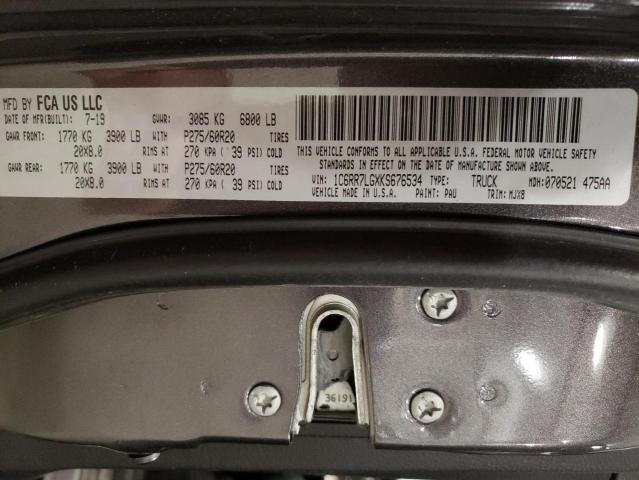 MFD BY FCA US LLC
DATE OF MFR(BUILT): 7-19 GVWR: 3085 KG 6800 LB
GAWR FRONT: 1770 KG 3900 LB WITH P275/60R20 TIRES
20X8.0 RIMS AT 270 KPA ( 39 PSI) COLD
GAWR REAR: 1770 KG 3900 LB WITH P275/60R20 TIRES
20X8.0 RIMS AT 270 KPA ( 39 PSI) COLD
THIS VEHICLE CONFORMS TO ALL APPLICABLE U.S.A. FEDERAL MOTOR VEHICLE SAFETY
STANDARDS IN EFFECT ON THE DATE OF MANUFACTURE SHOWN ABOVE.
VIN: 1C6RR7LGXKS676534 TYPE: TRUCK MDH: 070521 475AA
VEHICLE MADE IN U.S.A. PAINT: PAU TRIM: MJX8
36191